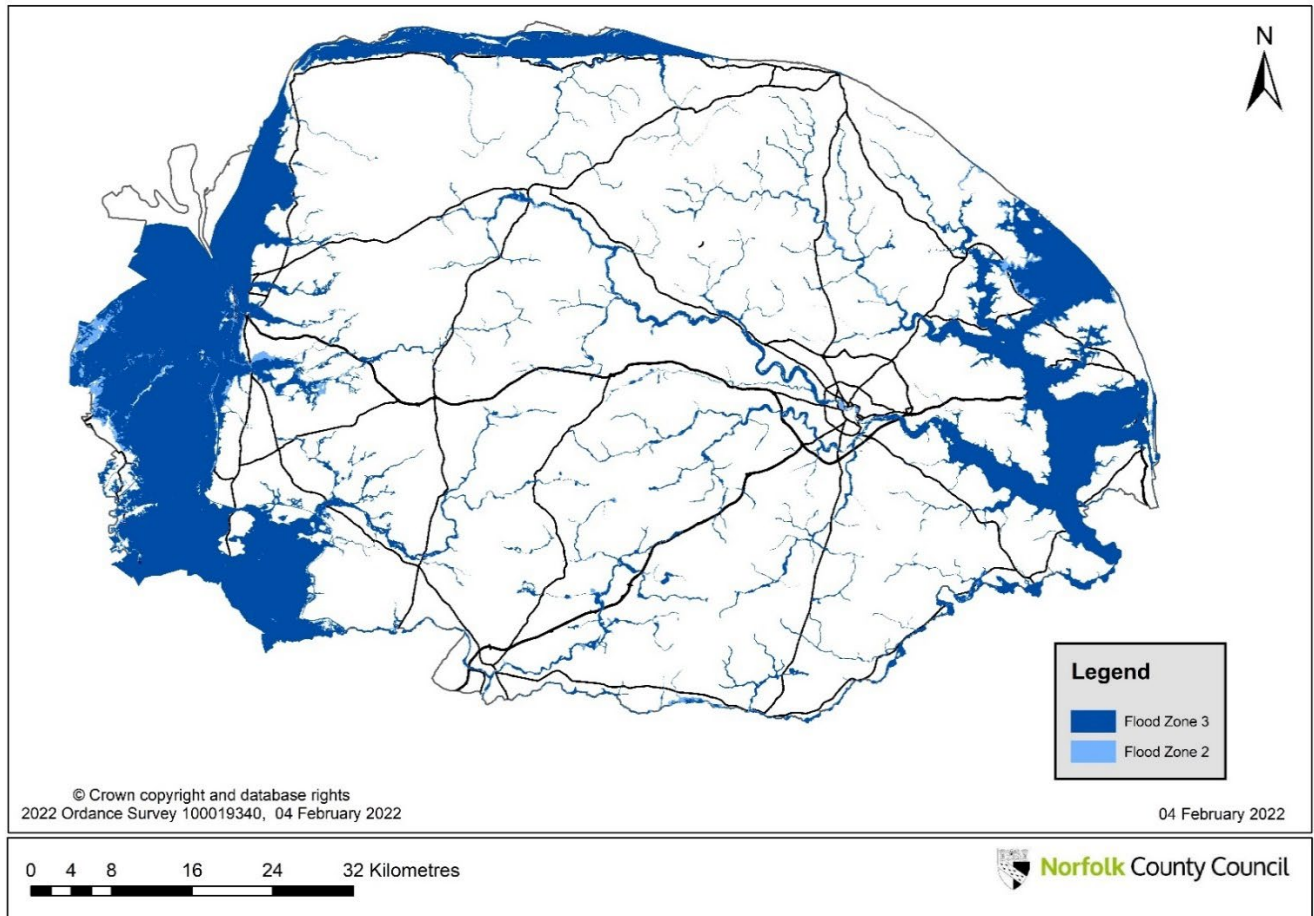 N
Legend
Flood Zone 3
Flood Zone 2
© Crown copyright and database rights
2022 Ordance Survey 100019340, 04 February 2022
04 February 2022
0 4 8 16 24 32 Kilometres
Norfolk County Council